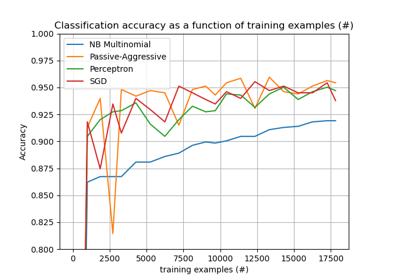 Classification accuracy as a function of training examples (#)
NB Multinomial
Passive-Aggressive
Perceptron
SGD
Accuracy
1.000
0.975
0.950
0.925
0.900
0.875
0.850
0.825
0.800
0 2500 5000 7500 10000 12500 15000 17500
training examples (#)